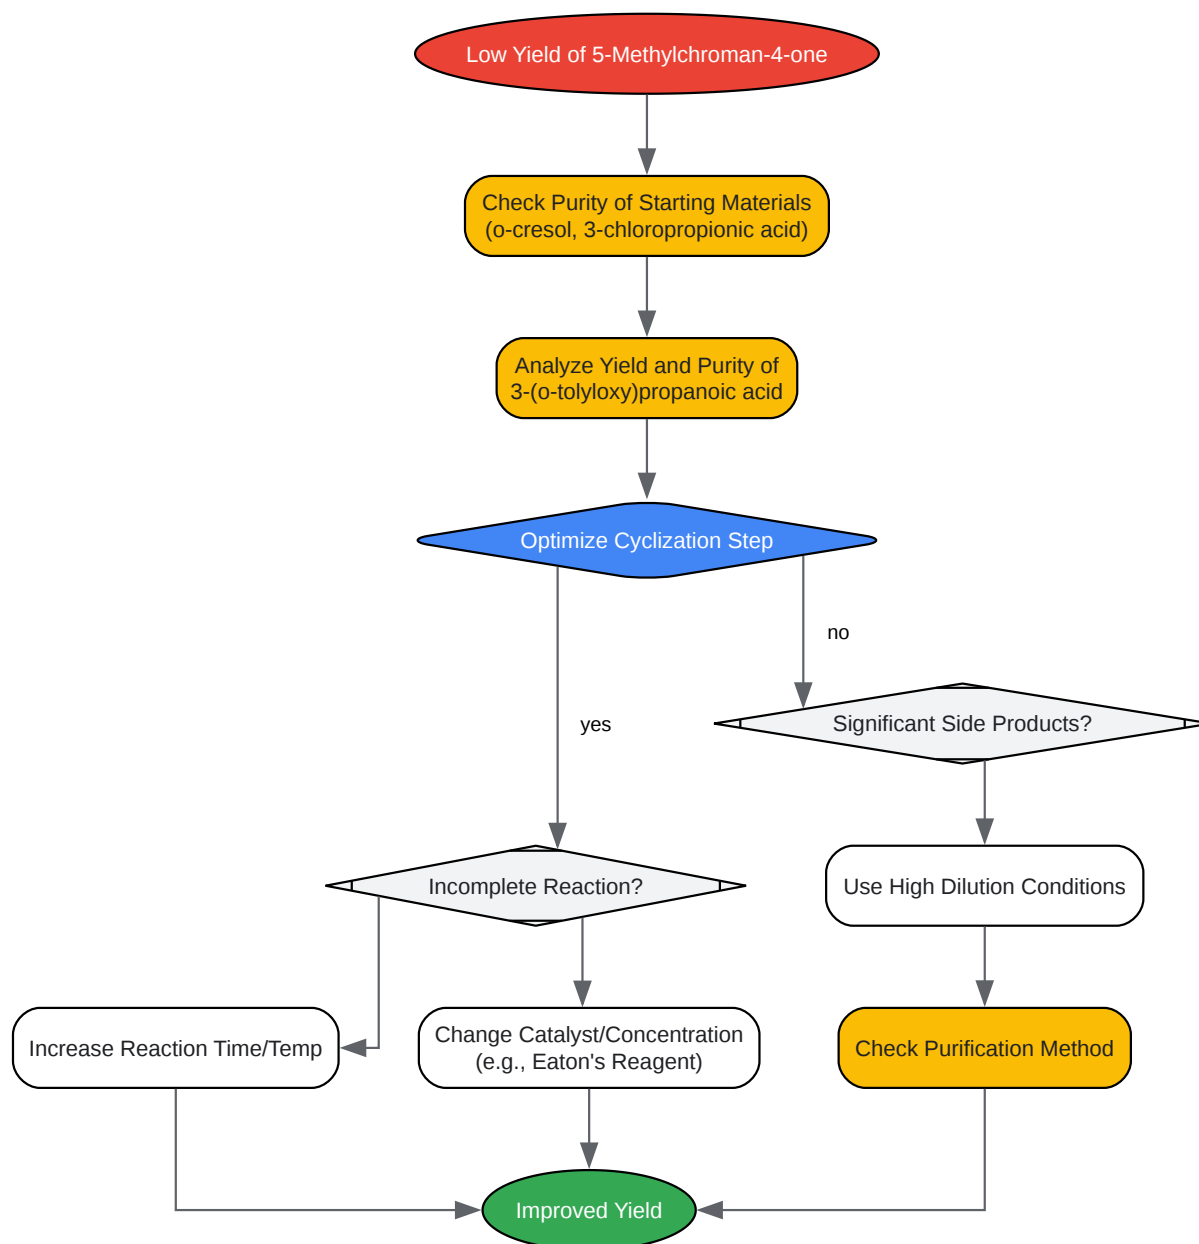 Low Yield of 5-Methylchroman-4-one
Check Purity of Starting Materials
(o-cresol, 3-chloropropionic acid)
Analyze Yield and Purity of
3-(o-tolyloxy)propanoic acid
Optimize Cyclization Step
no
yes
Significant Side Products?
Incomplete Reaction?
Use High Dilution Conditions
Increase Reaction Time/Temp
Change Catalyst/Concentration
(e.g., Eaton's Reagent)
Check Purification Method
Improved Yield